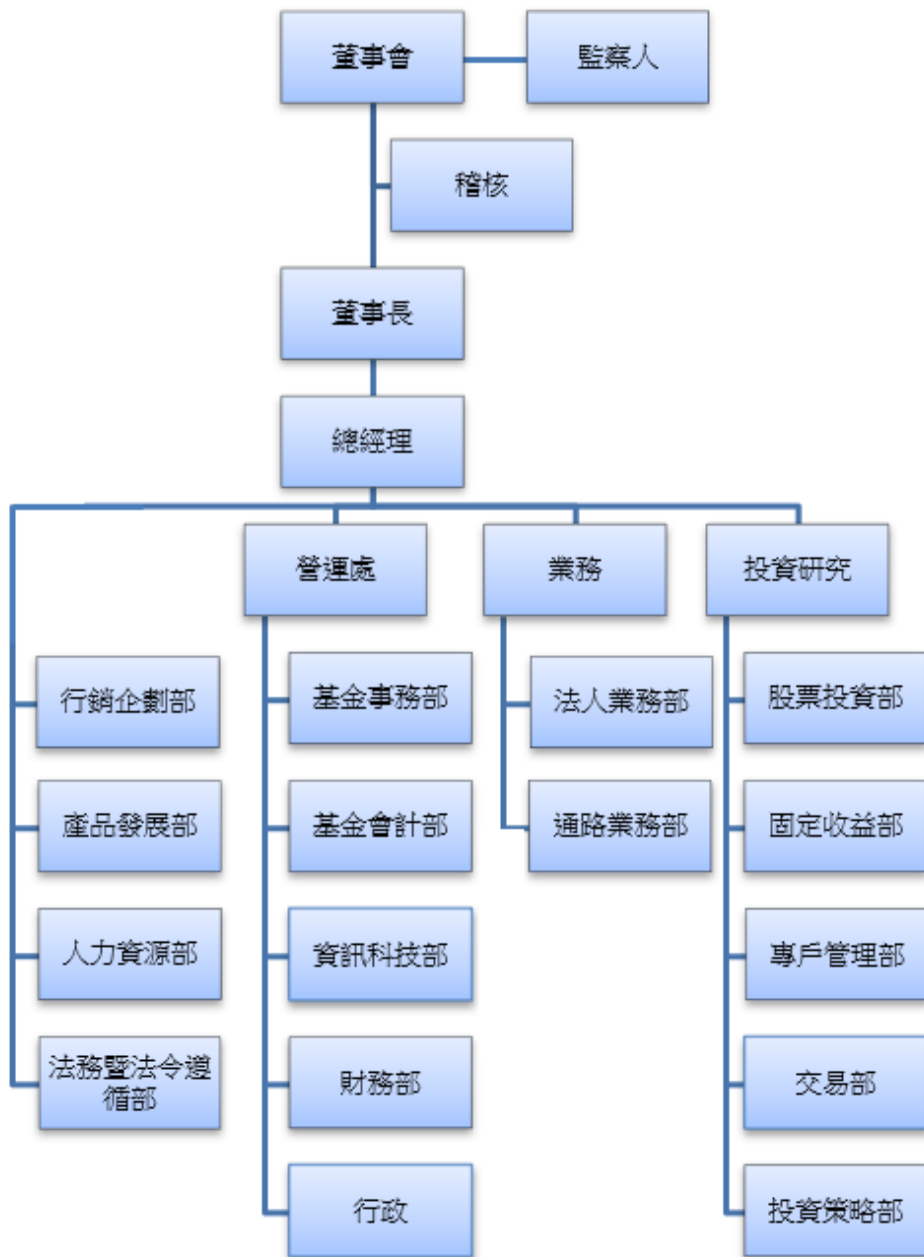 董事會
監察人
稽核
董事長
總經理
營運處
業務
投資研究
行銷企劃部
基金事務部
法人業務部
股票投資部
產品發展部
基金會計部
通路業務部
固定收益部
人力資源部
資訊科技部
專戶管理部
法務暨法令遵
循部
財務部
交易部
行政
投資策略部